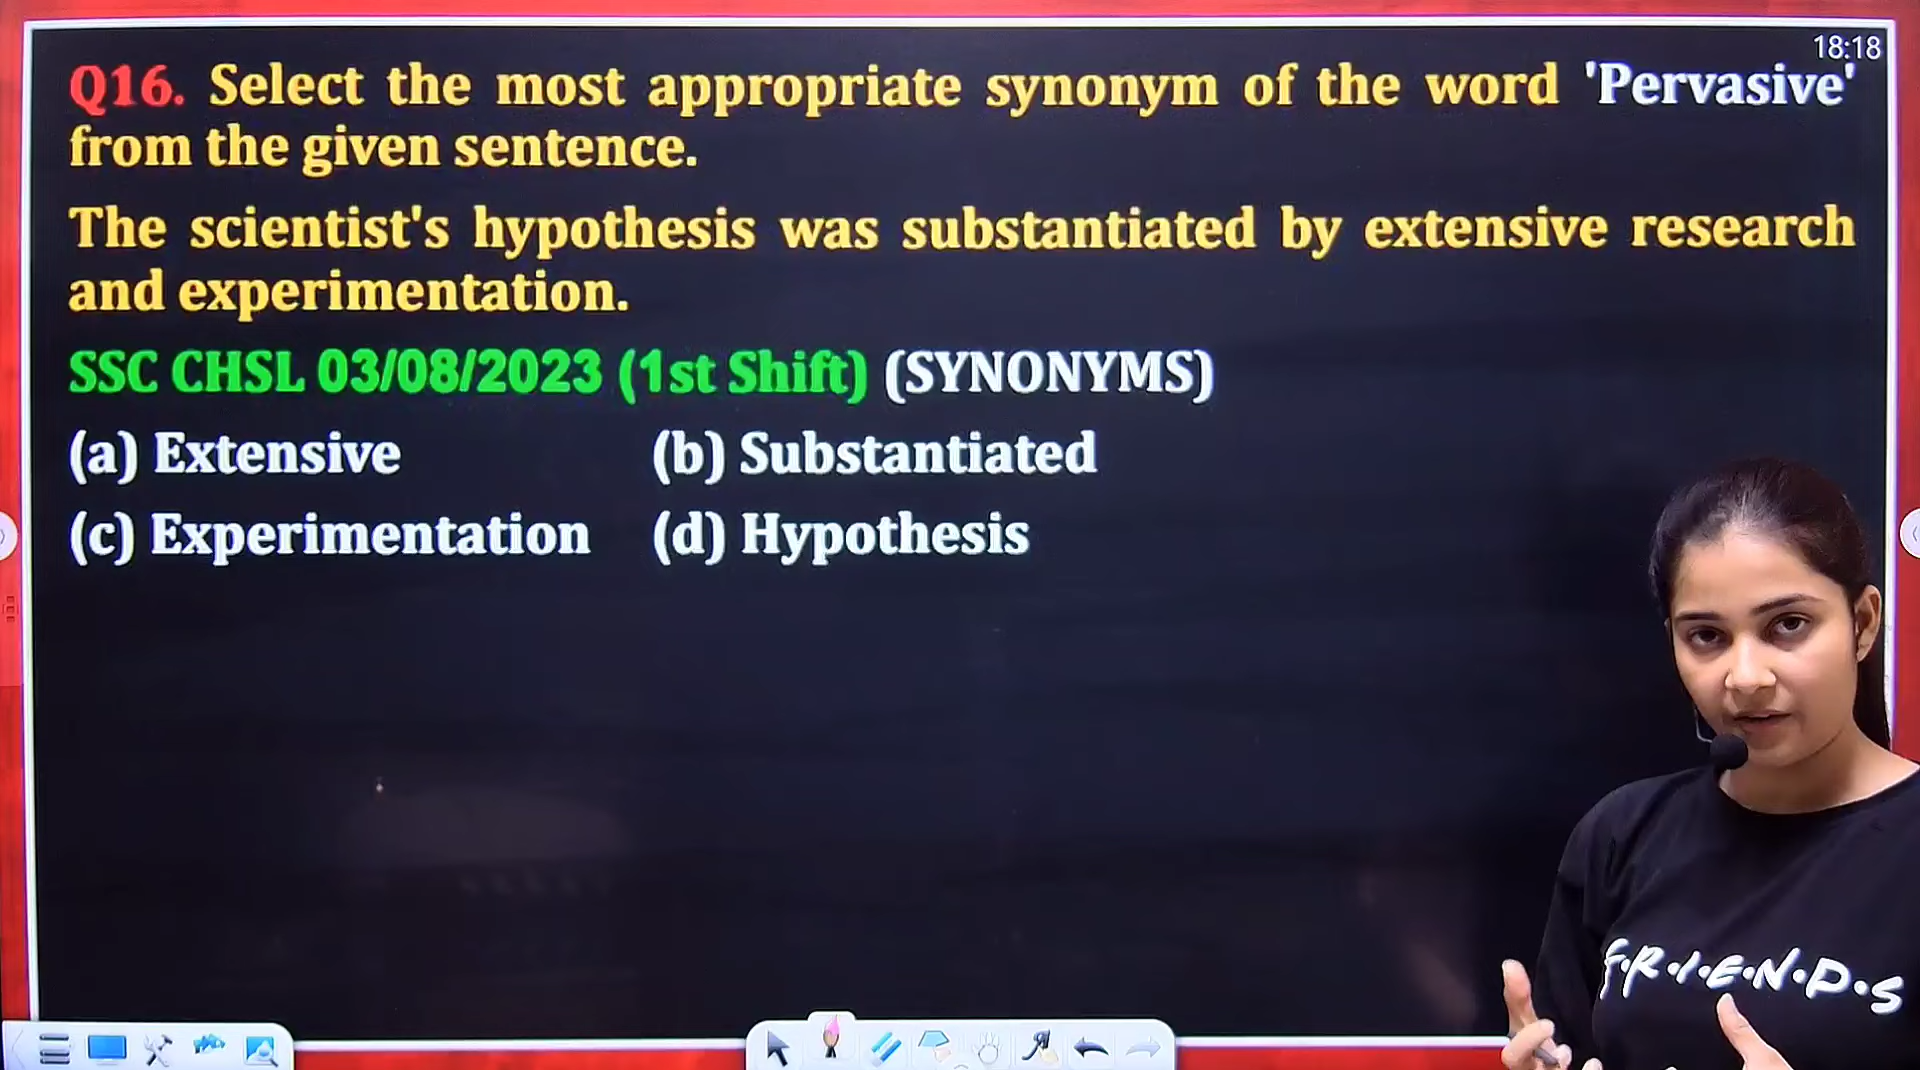 18:18
Q16. Select the most appropriate synonym of the word 'Pervasive'
from the given sentence.
The scientist's hypothesis was substantiated by extensive research
and experimentation.
SSC CHSL 03/08/2023 (1st Shift) (SYNONYMS)
(a) Extensive (b) Substantiated
(c) Experimentation (d) Hypothesis
F·R·I·E·N·D·S